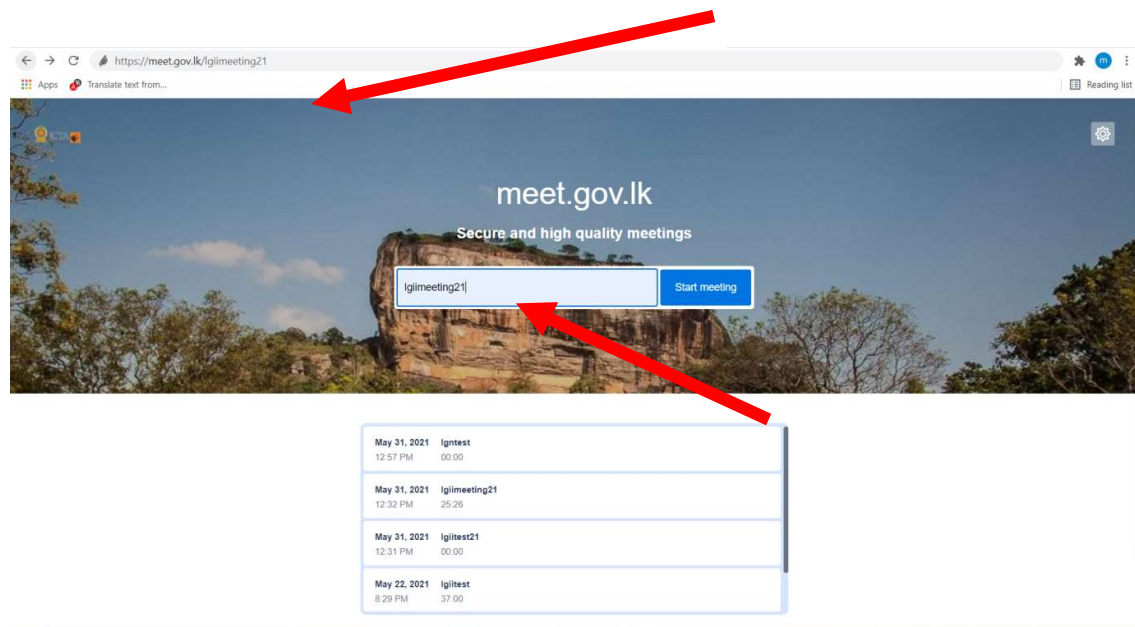 https://meet.gov.lk/lgiimeeting21
Apps Translate text from... Reading list
ICTA
meet.gov.lk
Secure and high quality meetings
lgiimeeting21 Start meeting
May 31, 2021 lgntest
12:57 PM 00:00
May 31, 2021 lgiimeeting21
12:32 PM 25:26
May 31, 2021 lgiitest21
12:31 PM 00:00
May 22, 2021 lgiitest
8:29 PM 37:00